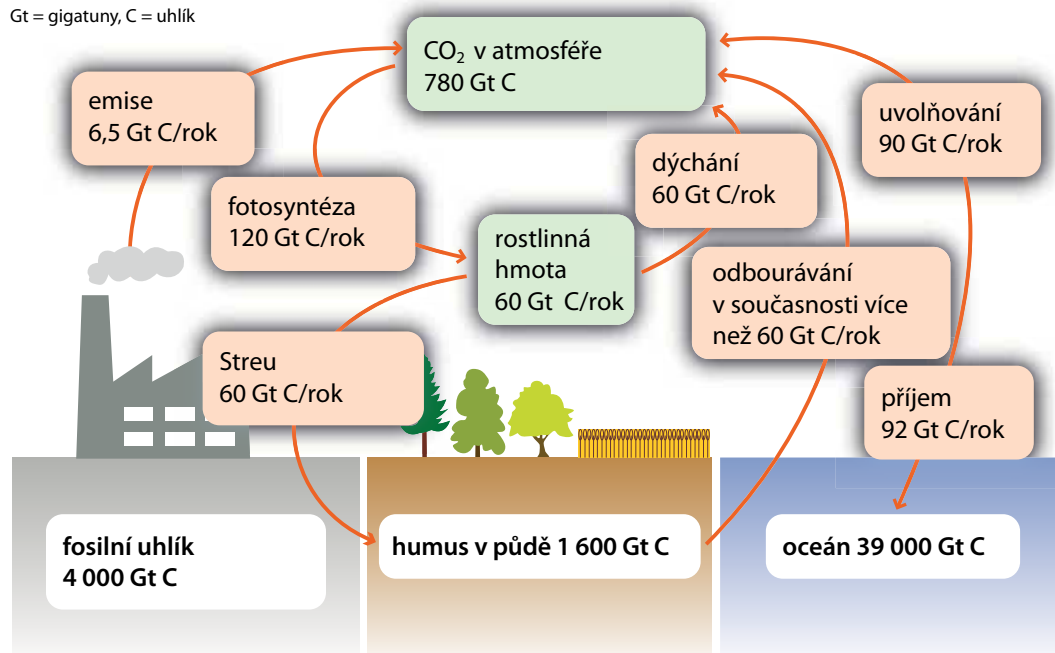 Gt = gigatuny, C = uhlík
CO₂ v atmosféře
780 Gt C
emise
6,5 Gt C/rok
uvolňování
90 Gt C/rok
dýchání
60 Gt C/rok
fotosyntéza
120 Gt C/rok
rostlinná
hmota
60 Gt C/rok
odbourávání
v současnosti více
než 60 Gt C/rok
Streu
60 Gt C/rok
příjem
92 Gt C/rok
fosilní uhlík
4 000 Gt C
humus v půdě 1 600 Gt C
oceán 39 000 Gt C